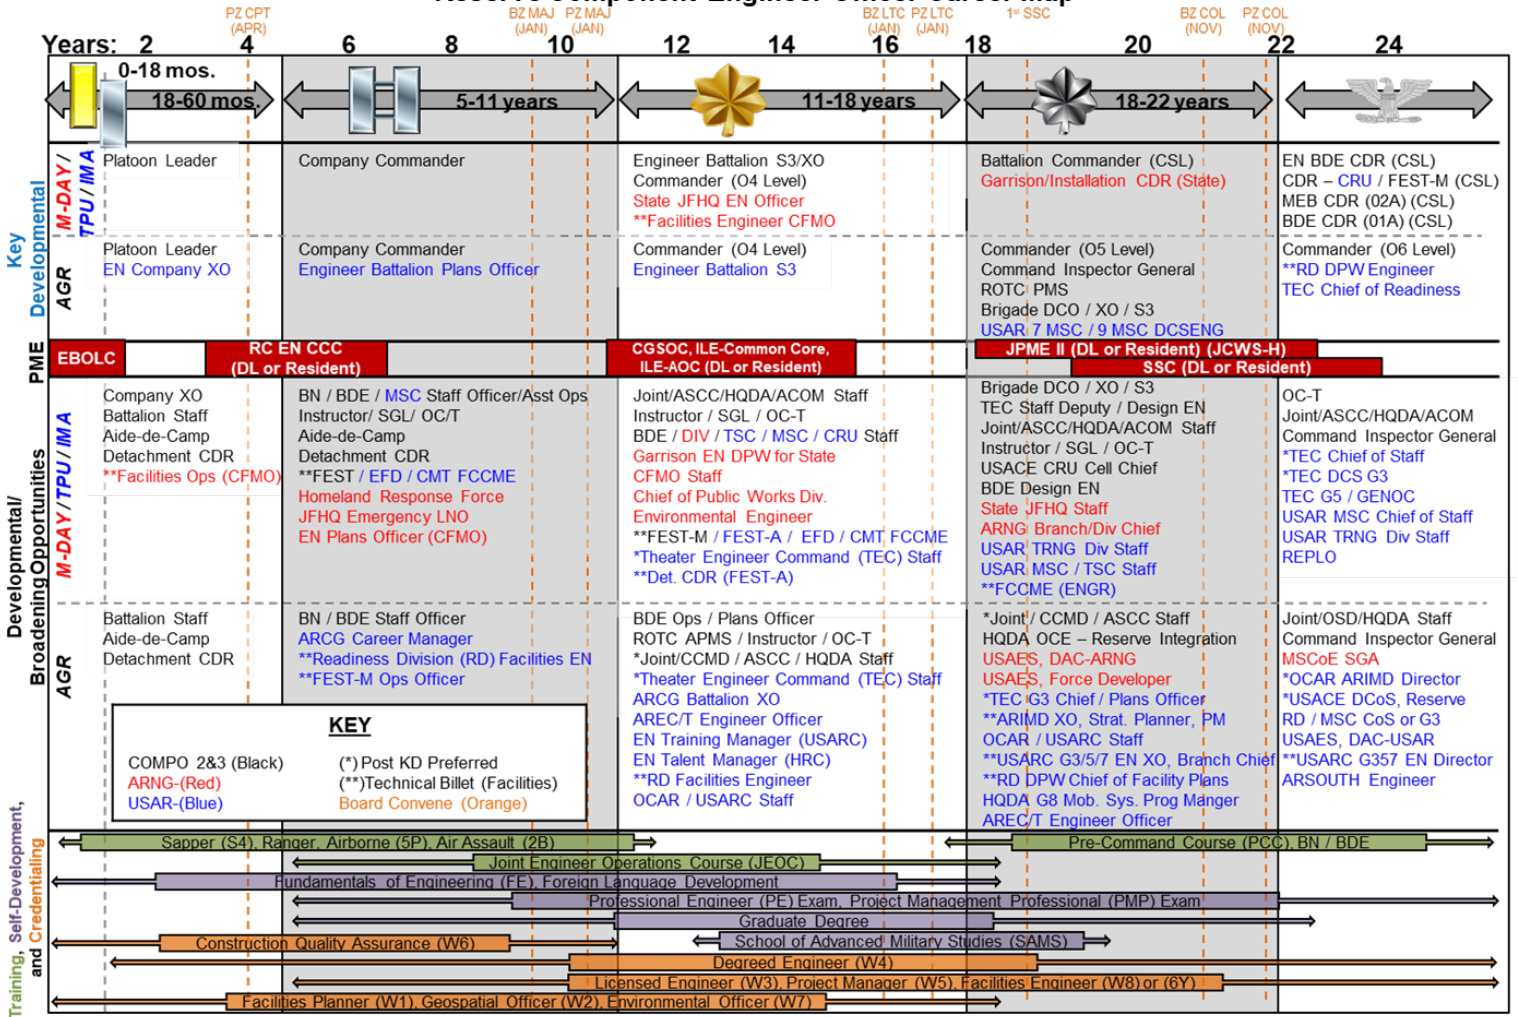 Reserve Component Engineer Officer Career Map
PZ CPT
(APR)
BZ MAJ
(JAN)
PZ MAJ
(JAN)
BZ LTC
(JAN)
PZ LTC
(JAN)
1st SSC
BZ COL
(NOV)
PZ COL
(NOV)
Years: 2 4 6 8 10 12 14 16 18 20 22 24
0-18 mos.
18-60 mos.
5-11 years
11-18 years
18-22 years
Key
Developmental
M-DAY /
TPU / IMA
Platoon Leader
Company Commander
Engineer Battalion S3/XO
Commander (O4 Level)
State JFHQ EN Officer
**Facilities Engineer CFMO
Battalion Commander (CSL)
Garrison/Installation CDR (State)
EN BDE CDR (CSL)
CDR – CRU / FEST-M (CSL)
MEB CDR (02A) (CSL)
BDE CDR (01A) (CSL)
AGR
Platoon Leader
EN Company XO
Company Commander
Engineer Battalion Plans Officer
Commander (O4 Level)
Engineer Battalion S3
Commander (O5 Level)
Command Inspector General
ROTC PMS
Brigade DCO / XO / S3
USAR 7 MSC / 9 MSC DCSENG
Commander (O6 Level)
**RD DPW Engineer
TEC Chief of Readiness
PME
EBOLC
RC EN CCC
(DL or Resident)
CGSOC, ILE-Common Core,
ILE-AOC (DL or Resident)
JPME II (DL or Resident) (JCWS-H)
SSC (DL or Resident)
Developmental/
Broadening Opportunities
M-DAY / TPU / IMA
Company XO
Battalion Staff
Aide-de-Camp
Detachment CDR
**Facilities Ops (CFMO)
BN / BDE / MSC Staff Officer/Asst Ops
Instructor/ SGL/ OC/T
Aide-de-Camp
Detachment CDR
**FEST / EFD / CMT FCCME
Homeland Response Force
JFHQ Emergency LNO
EN Plans Officer (CFMO)
Joint/ASCC/HQDA/ACOM Staff
Instructor / SGL / OC-T
BDE / DIV / TSC / MSC / CRU Staff
Garrison EN DPW for State
CFMO Staff
Chief of Public Works Div.
Environmental Engineer
**FEST-M / FEST-A / EFD / CMT FCCME
*Theater Engineer Command (TEC) Staff
**Det. CDR (FEST-A)
Brigade DCO / XO / S3
TEC Staff Deputy / Design EN
Joint/ASCC/HQDA/ACOM Staff
Instructor / SGL / OC-T
USACE CRU Cell Chief
BDE Design EN
State JFHQ Staff
ARNG Branch/Div Chief
USAR TRNG Div Staff
USAR MSC / TSC Staff
**FCCME (ENGR)
OC-T
Joint/ASCC/HQDA/ACOM
Command Inspector General
*TEC Chief of Staff
*TEC DCS G3
TEC G5 / GENOC
USAR MSC Chief of Staff
USAR TRNG Div Staff
REPLO
AGR
Battalion Staff
Aide-de-Camp
Detachment CDR
BN / BDE Staff Officer
ARCG Career Manager
**Readiness Division (RD) Facilities EN
**FEST-M Ops Officer
BDE Ops / Plans Officer
ROTC APMS / Instructor / OC-T
*Joint/CCMD / ASCC / HQDA Staff
*Theater Engineer Command (TEC) Staff
ARCG Battalion XO
AREC/T Engineer Officer
EN Training Manager (USARC)
EN Talent Manager (HRC)
**RD Facilities Engineer
OCAR / USARC Staff
*Joint / CCMD / ASCC Staff
HQDA OCE – Reserve Integration
USAES, DAC-ARNG
USAES, Force Developer
*TEC G3 Chief / Plans Officer
**ARIMD XO, Strat. Planner, PM
OCAR / USARC Staff
**USARC G3/5/7 EN XO, Branch Chief
**RD DPW Chief of Facility Plans
HQDA G8 Mob. Sys. Prog Manger
AREC/T Engineer Officer
Joint/OSD/HQDA Staff
Command Inspector General
MSCoE SGA
*OCAR ARIMD Director
*USACE DCoS, Reserve
RD / MSC CoS or G3
USAES, DAC-USAR
**USARC G357 EN Director
ARSOUTH Engineer
KEY
COMPO 2&3 (Black)
ARNG-(Red)
USAR-(Blue)
(*) Post KD Preferred
(**)Technical Billet (Facilities)
Board Convene (Orange)
Training, Self-Development,
and Credentialing
Sapper (S4), Ranger, Airborne (5P), Air Assault (2B)
Pre-Command Course (PCC), BN / BDE
Joint Engineer Operations Course (JEOC)
Fundamentals of Engineering (FE), Foreign Language Development
Professional Engineer (PE) Exam, Project Management Professional (PMP) Exam
Graduate Degree
Construction Quality Assurance (W6)
School of Advanced Military Studies (SAMS)
Degreed Engineer (W4)
Licensed Engineer (W3), Project Manager (W5), Facilities Engineer (W8) or (6Y)
Facilities Planner (W1), Geospatial Officer (W2), Environmental Officer (W7)